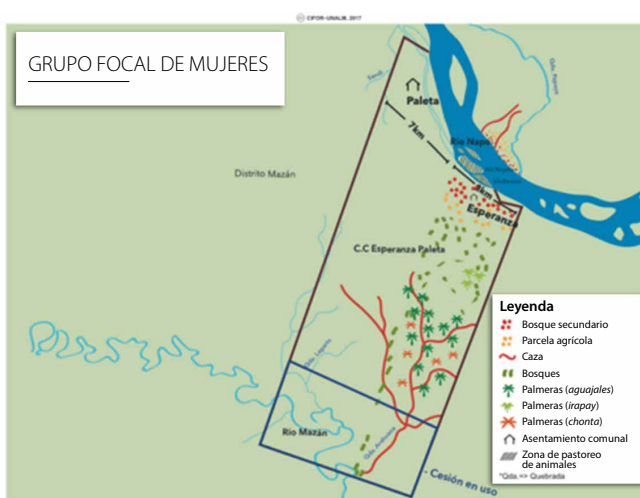 © CIFOR-UNALM, 2017
GRUPO FOCAL DE MUJERES
Paleta
7km
Río Napo
Distrito Mazán
Esperanza
C.C Esperanza Paleta
Río Mazán
- Cesión en uso
Leyenda
Bosque secundario
Parcela agrícola
Caza
Bosques
Palmeras (aguajales)
Palmeras (irapay)
Palmeras (chonta)
Asentamiento comunal
Zona de pastoreo
de animales
*Qda.=> Quebrada